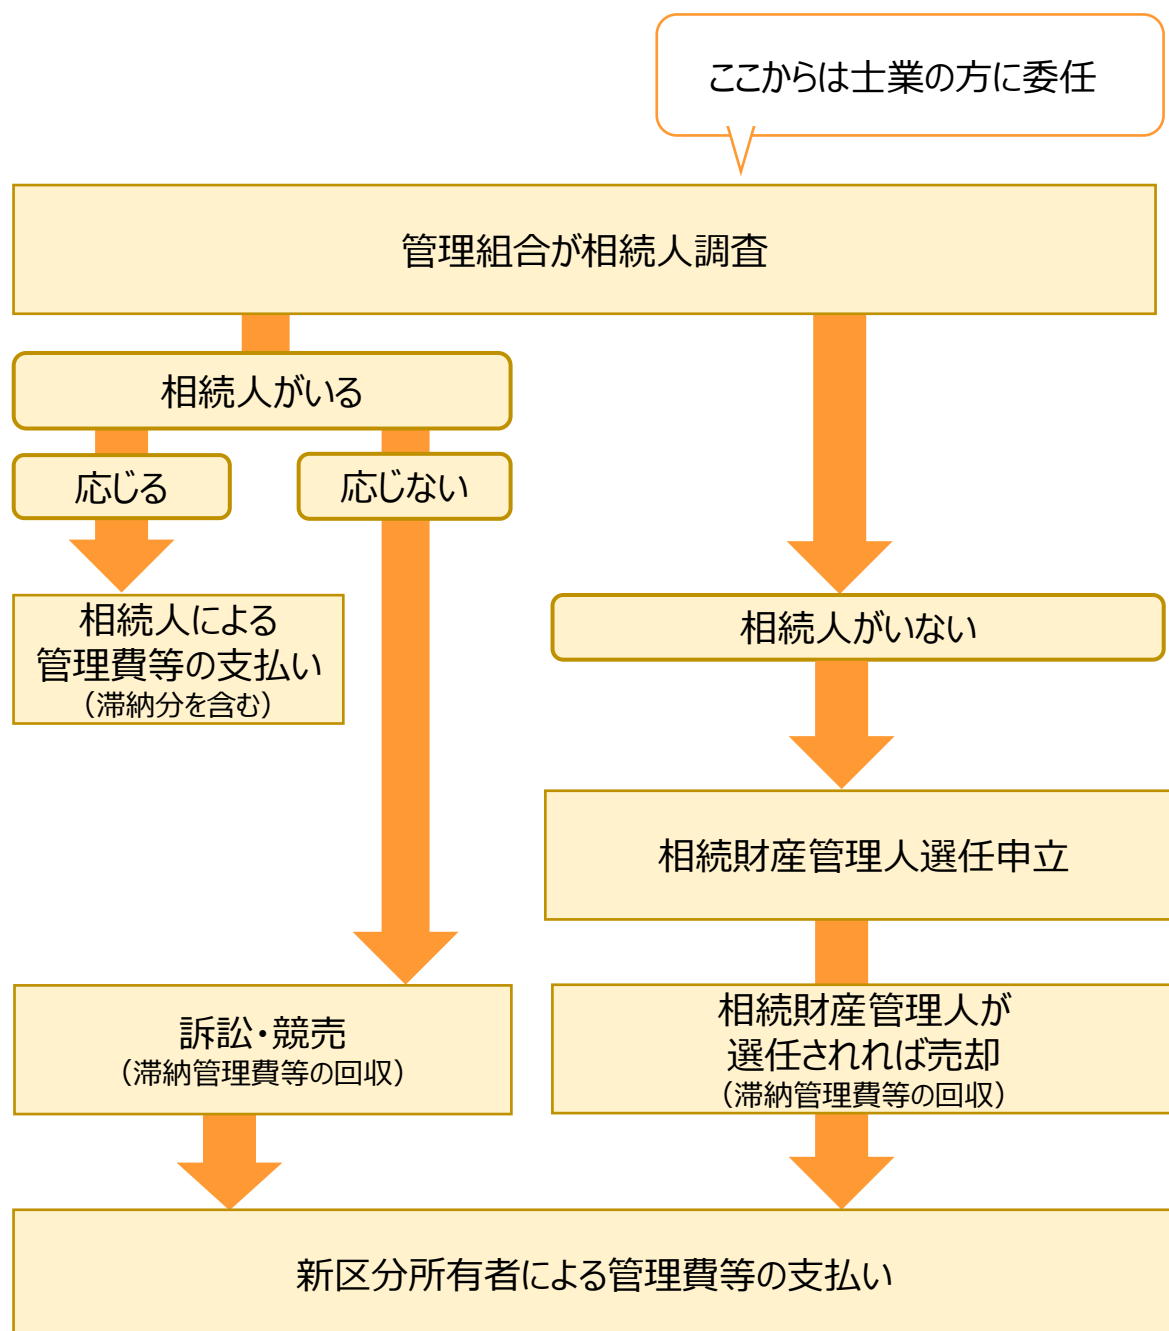 ここからは士業の方に委任
管理組合が相続人調査
相続人がいる
応じる
応じない
相続人による
管理費等の支払い
（滞納分を含む）
相続人がいない
相続財産管理人選任申立
訴訟・競売
（滞納管理費等の回収）
相続財産管理人が
選任されれば売却
（滞納管理費等の回収）
新区分所有者による管理費等の支払い